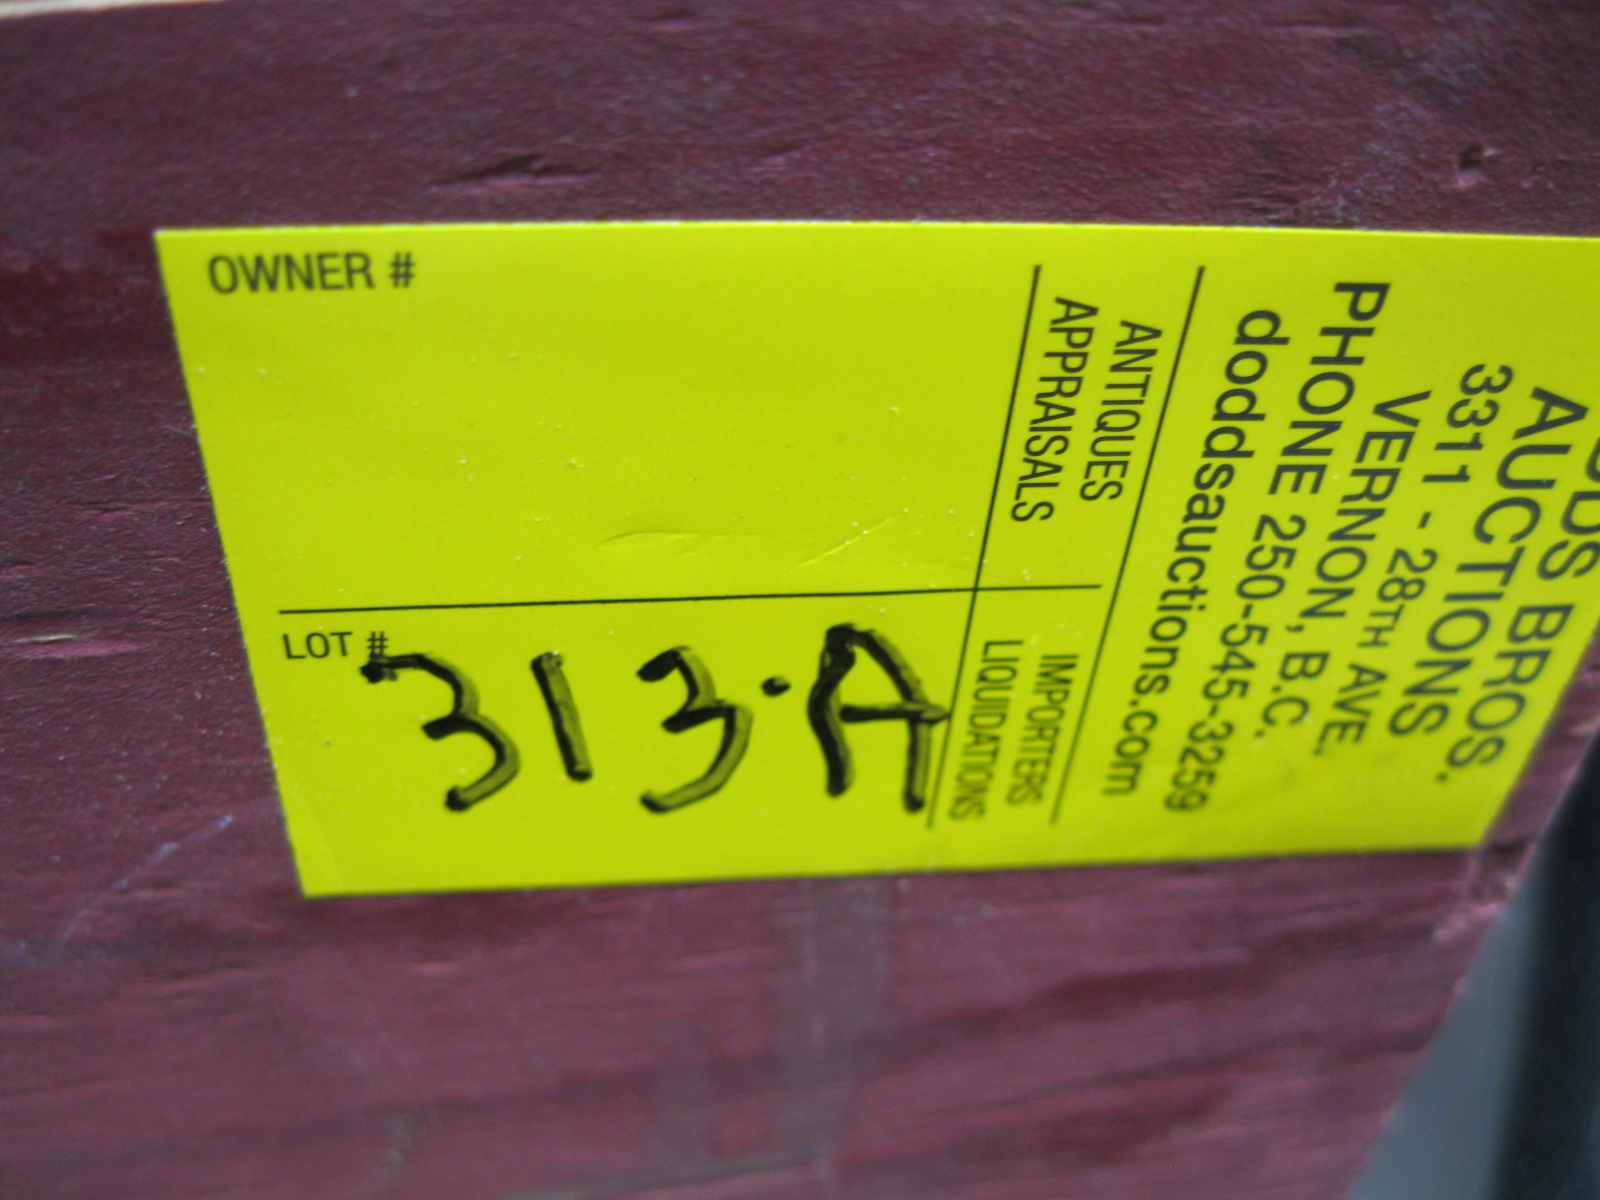 OWNER #
LOT #
313·A
ANTIQUES
APPRAISALS
IMPORTERS
LIQUIDATIONS
BROS.
AUCTIONS
3311 - 28TH AVE.
VERNON, B.C.
PHONE 250-545-3259
doddsauctions.com